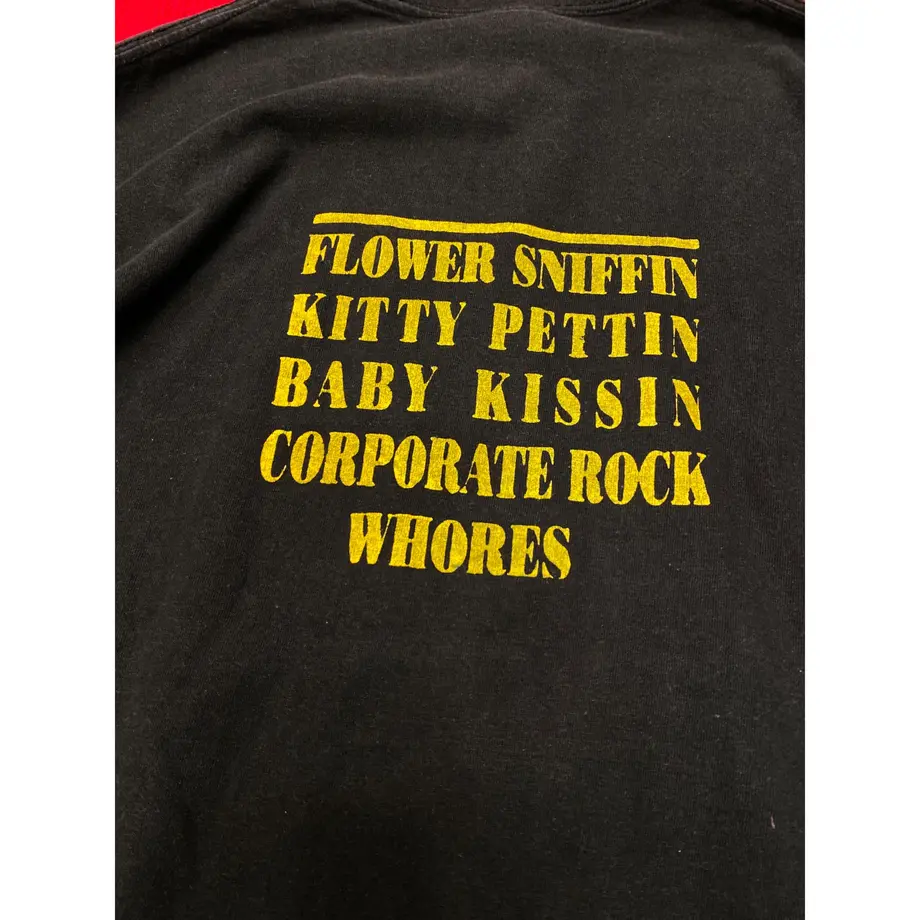 FLOWER SNIFFIN
KITTY PETTIN
BABY KISSIN
CORPORATE ROCK
WHORES